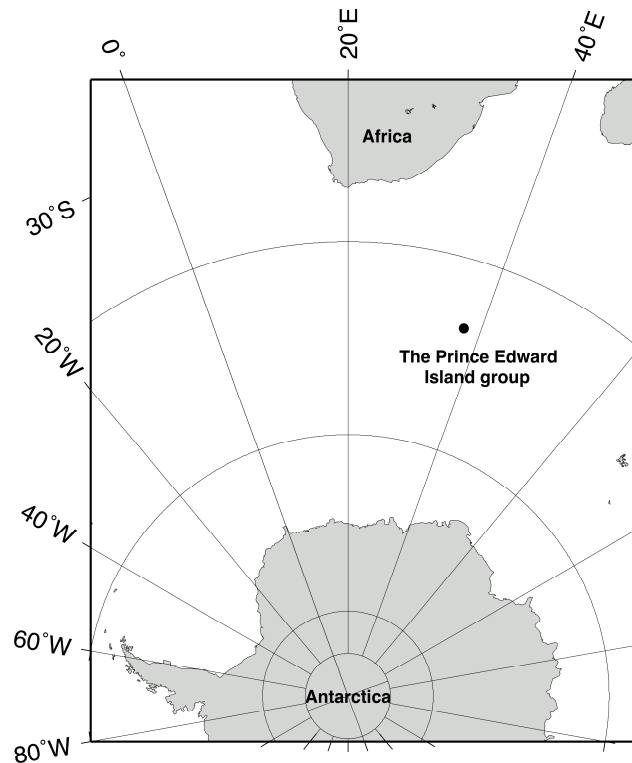 0°
20°E
40°E
Africa
30°S
20°W
The Prince Edward
Island group
40°W
60°W
Antarctica
80°W